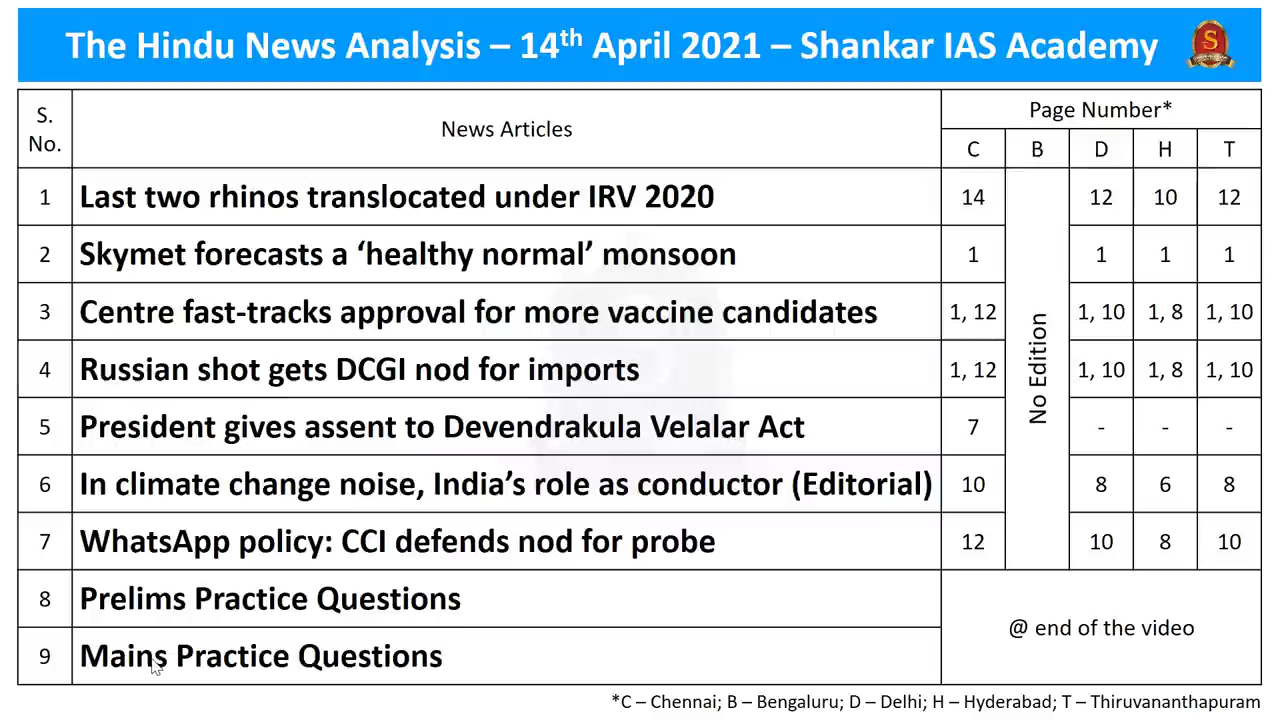 The Hindu News Analysis – 14th April 2021 – Shankar IAS Academy
S
S. No. News Articles Page Number*
C B D H T
1 Last two rhinos translocated under IRV 2020 14 12 10 12
2 Skymet forecasts a ‘healthy normal’ monsoon 1 1 1 1
3 Centre fast-tracks approval for more vaccine candidates 1, 12 1, 10 1, 8 1, 10
No Edition
4 Russian shot gets DCGI nod for imports 1, 12 1, 10 1, 8 1, 10
5 President gives assent to Devendrakula Velalar Act 7 - - -
6 In climate change noise, India’s role as conductor (Editorial) 10 8 6 8
7 WhatsApp policy: CCI defends nod for probe 12 10 8 10
8 Prelims Practice Questions
@ end of the video
9 Mains Practice Questions
*C – Chennai; B – Bengaluru; D – Delhi; H – Hyderabad; T – Thiruvananthapuram